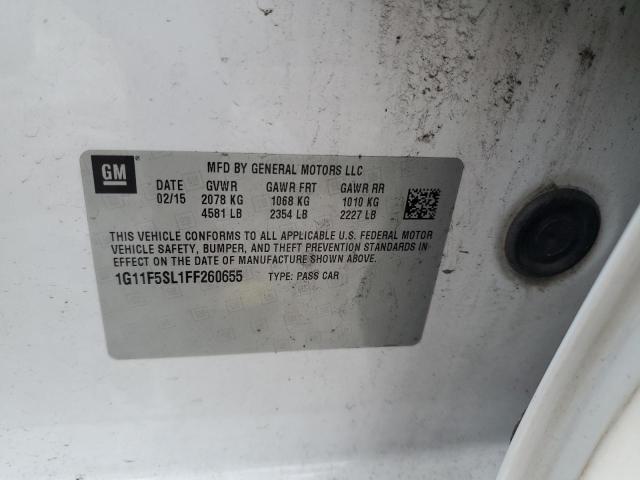 GM
MFD BY GENERAL MOTORS LLC
DATE GVWR GAWR FRT GAWR RR
02/15 2078 KG 1068 KG 1010 KG
4581 LB 2354 LB 2227 LB
THIS VEHICLE CONFORMS TO ALL APPLICABLE U.S. FEDERAL MOTOR
VEHICLE SAFETY, BUMPER, AND THEFT PREVENTION STANDARDS IN
EFFECT ON THE DATE OF MANUFACTURE SHOWN ABOVE.
1G11F5SL1FF260655 TYPE: PASS CAR